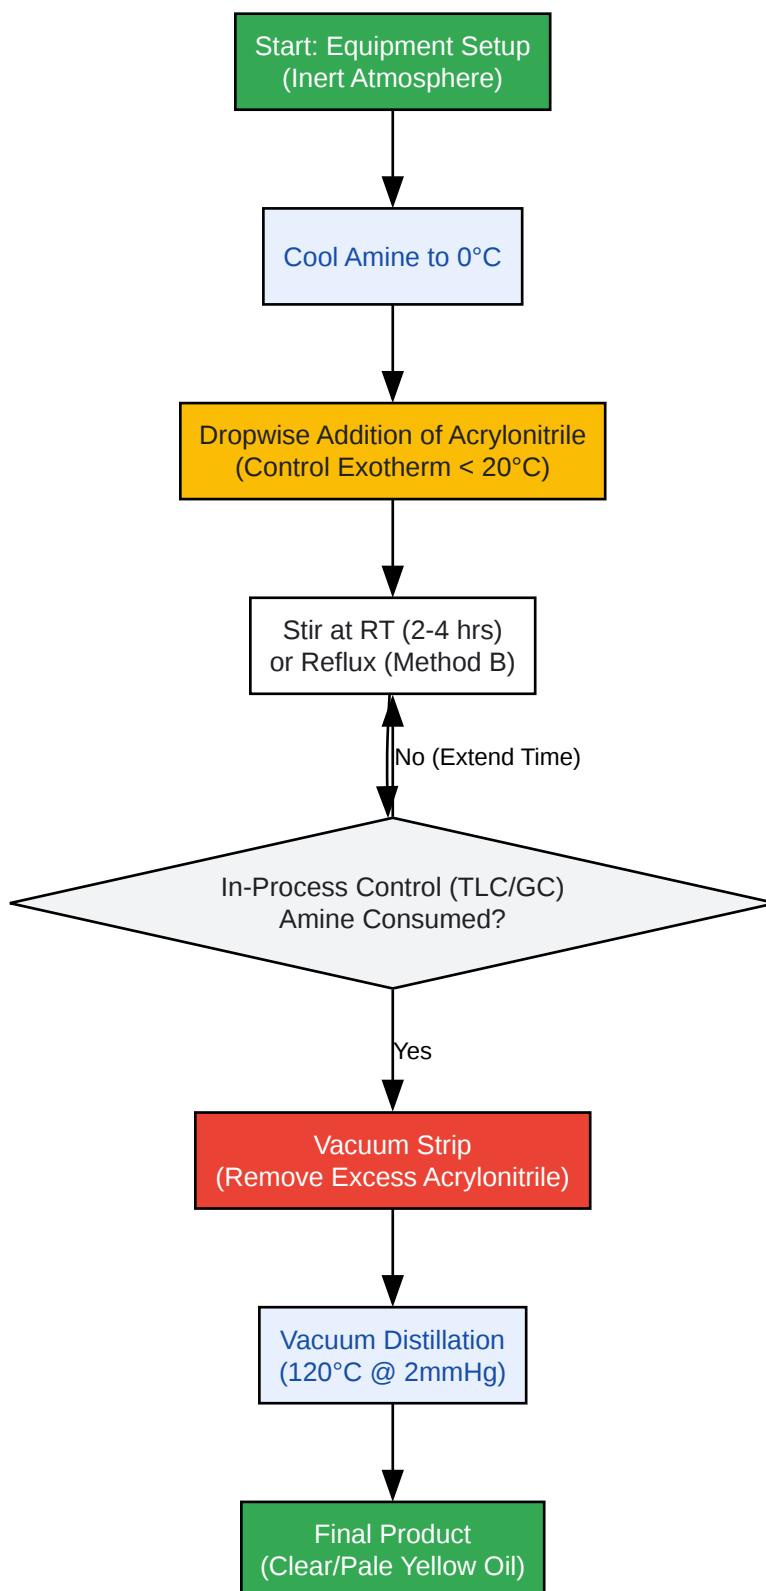 Start: Equipment Setup
(Inert Atmosphere)
Cool Amine to 0°C
Dropwise Addition of Acrylonitrile
(Control Exotherm < 20°C)
Stir at RT (2-4 hrs)
or Reflux (Method B)
No (Extend Time)
In-Process Control (TLC/GC)
Amine Consumed?
Yes
Vacuum Strip
(Remove Excess Acrylonitrile)
Vacuum Distillation
(120°C @ 2mmHg)
Final Product
(Clear/Pale Yellow Oil)